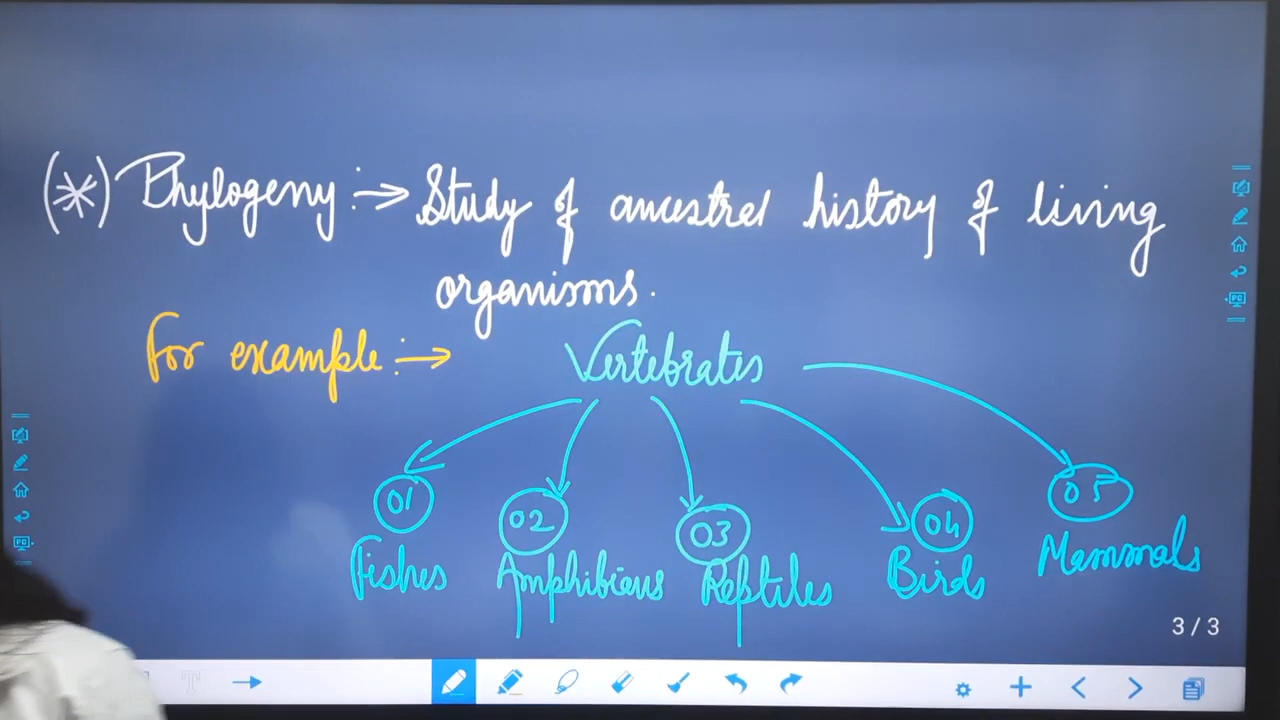 (*) Phylogeny :→ Study of ancestral history of living
organisms.
For example :→ Vertebrates
01 02 03 04 05
Fishes Amphibians Reptiles Birds Mammals
3 / 3